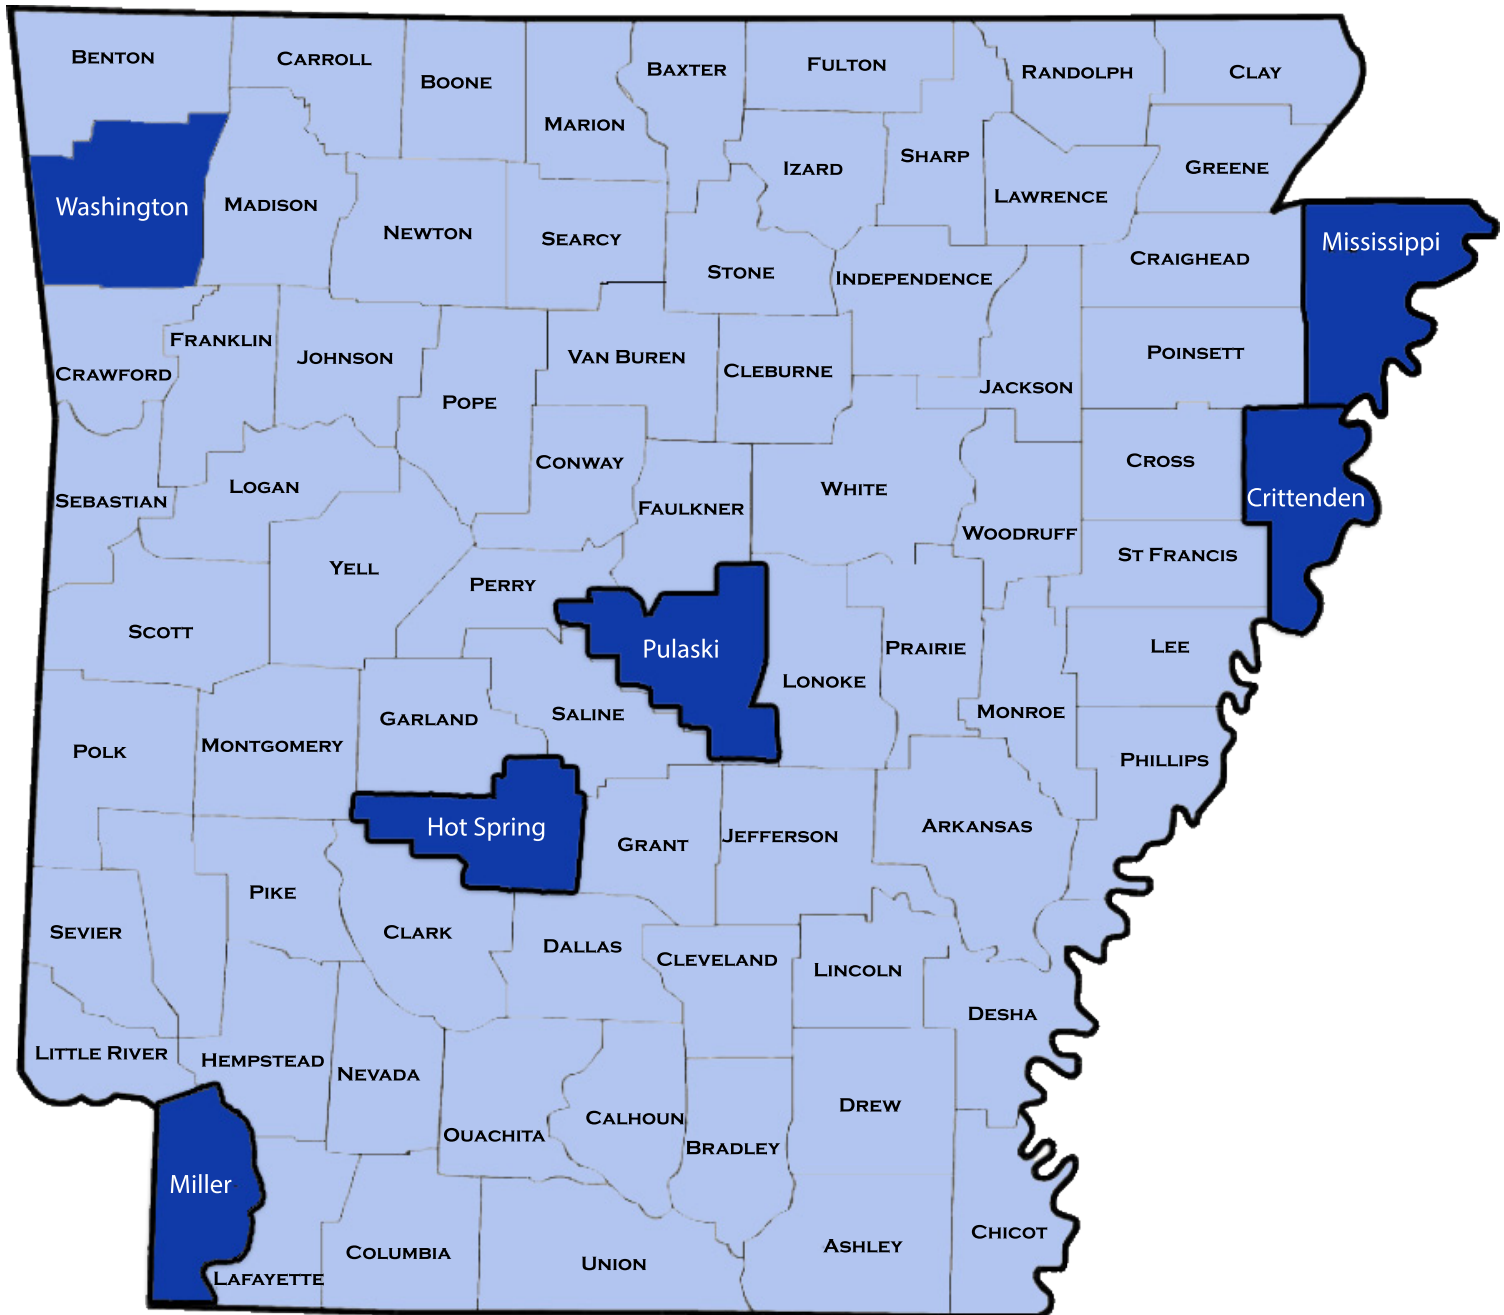 BENTON
CARROLL
BOONE
MARION
BAXTER
FULTON
RANDOLPH
CLAY
IZARD
SHARP
LAWRENCE
GREENE
Washington
MADISON
NEWTON
SEARCY
STONE
INDEPENDENCE
CRAIGHEAD
Mississippi
CRAWFORD
FRANKLIN
JOHNSON
POPE
VAN BUREN
CLEBURNE
JACKSON
POINSETT
SEBASTIAN
LOGAN
CONWAY
FAULKNER
WHITE
WOODRUFF
CROSS
Crittenden
SCOTT
YELL
PERRY
Pulaski
LONOKE
PRAIRIE
ST FRANCIS
LEE
POLK
MONTGOMERY
GARLAND
SALINE
MONROE
PHILLIPS
Hot Spring
GRANT
JEFFERSON
ARKANSAS
SEVIER
PIKE
CLARK
DALLAS
CLEVELAND
LINCOLN
DESHA
LITTLE RIVER
HEMPSTEAD
NEVADA
OUACHITA
CALHOUN
BRADLEY
DREW
Miller
LAFAYETTE
COLUMBIA
UNION
ASHLEY
CHICOT